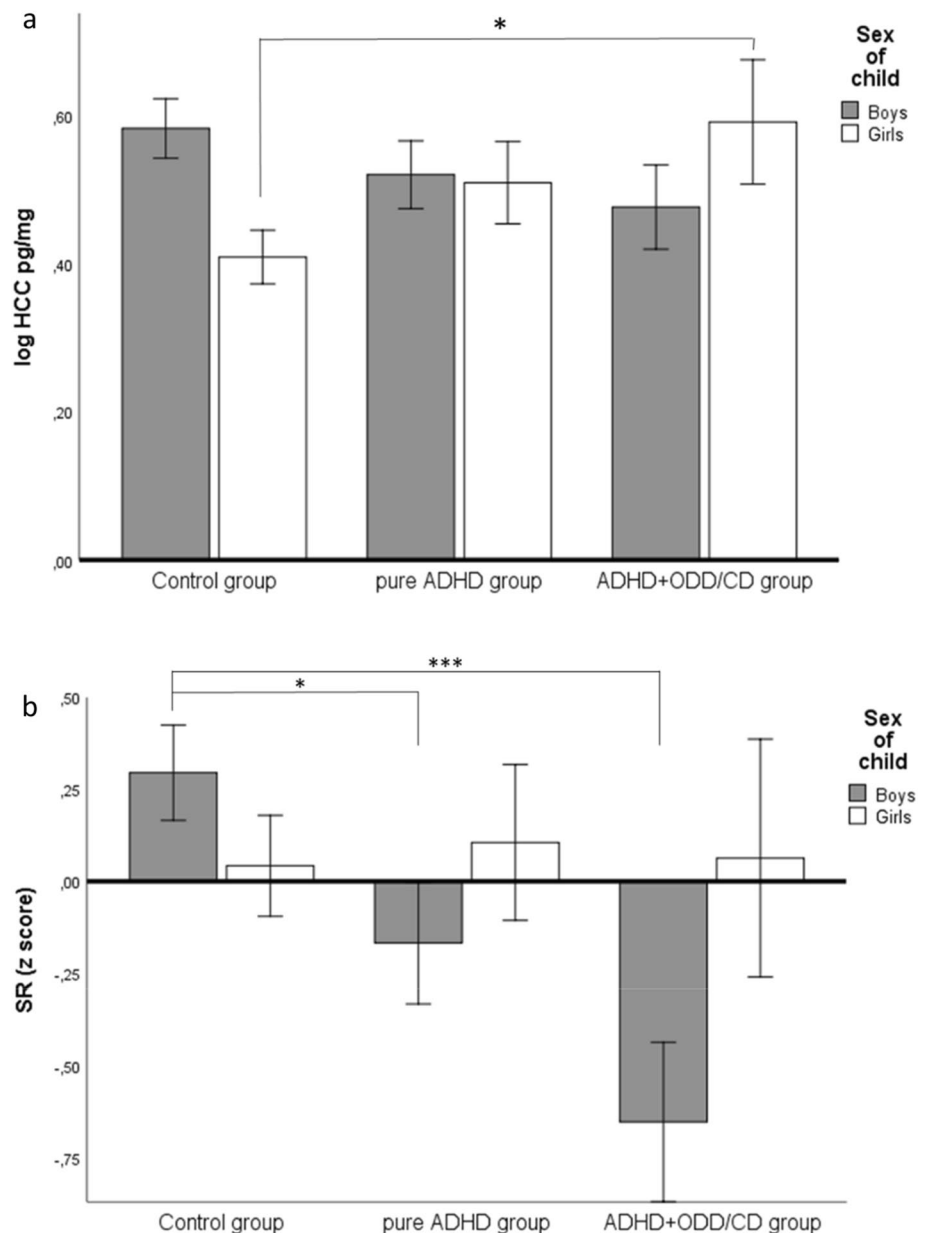 a
*
Sex
of
child
Boys
Girls
,60
,40
,20
,00
log HCC pg/mg
Control group
pure ADHD group
ADHD+ODD/CD group
b
***
*
Sex
of
child
Boys
Girls
,50
,25
,00
-,25
-,50
-,75
SR (z score)
Control group
pure ADHD group
ADHD+ODD/CD group